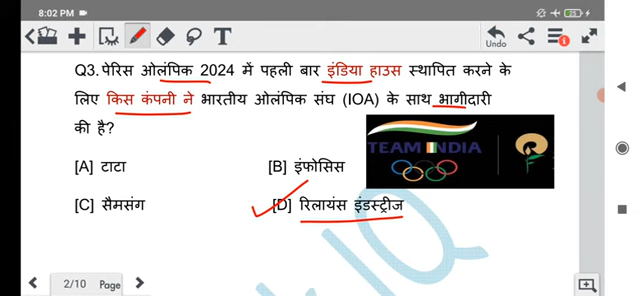 8:02 PM
25
Undo
Q3. पेरिस ओलंपिक 2024 में पहली बार इंडिया हाउस स्थापित करने के
लिए किस कंपनी ने भारतीय ओलंपिक संघ (IOA) के साथ भागीदारी
की है?
TEAM INDIA
[A] टाटा
[B] इंफोसिस
[C] सैमसंग
[D] रिलायंस इंडस्ट्रीज
2/10 Page